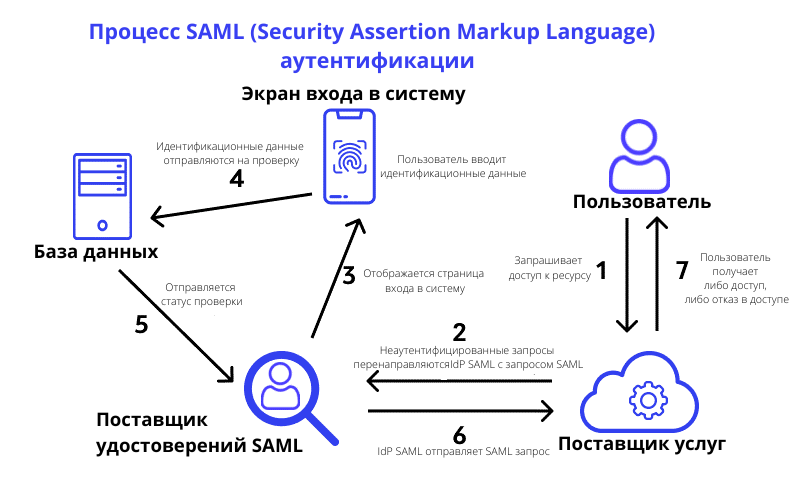 Процесс SAML (Security Assertion Markup Language)
аутентификации
Экран входа в систему
Идентификационные данные
отправляются на проверку
4
Пользователь вводит
идентификационные данные
Пользователь
База данных
Запрашивает
доступ к ресурсу
1
7
Пользователь
получает
либо доступ,
либо отказ в доступе
3
Отображается страница
входа в систему
Отправляется
статус проверки
5
2
Неаутентифицированные запросы
перенаправляютсяIdP SAML с запросом SAML
Поставщик
удостоверений SAML
6
IdP SAML отправляет SAML запрос
Поставщик услуг